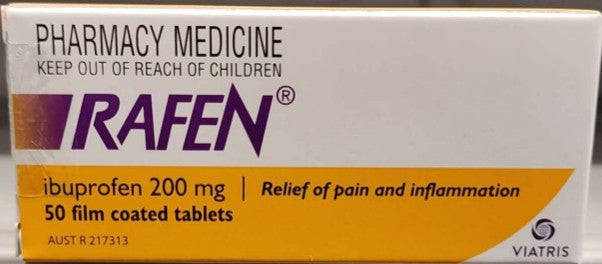 PHARMACY MEDICINE
KEEP OUT OF REACH OF CHILDREN
RAFEN®
ibuprofen 200 mg | Relief of pain and inflammation
50 film coated tablets
AUST R 217313
VIATRIS